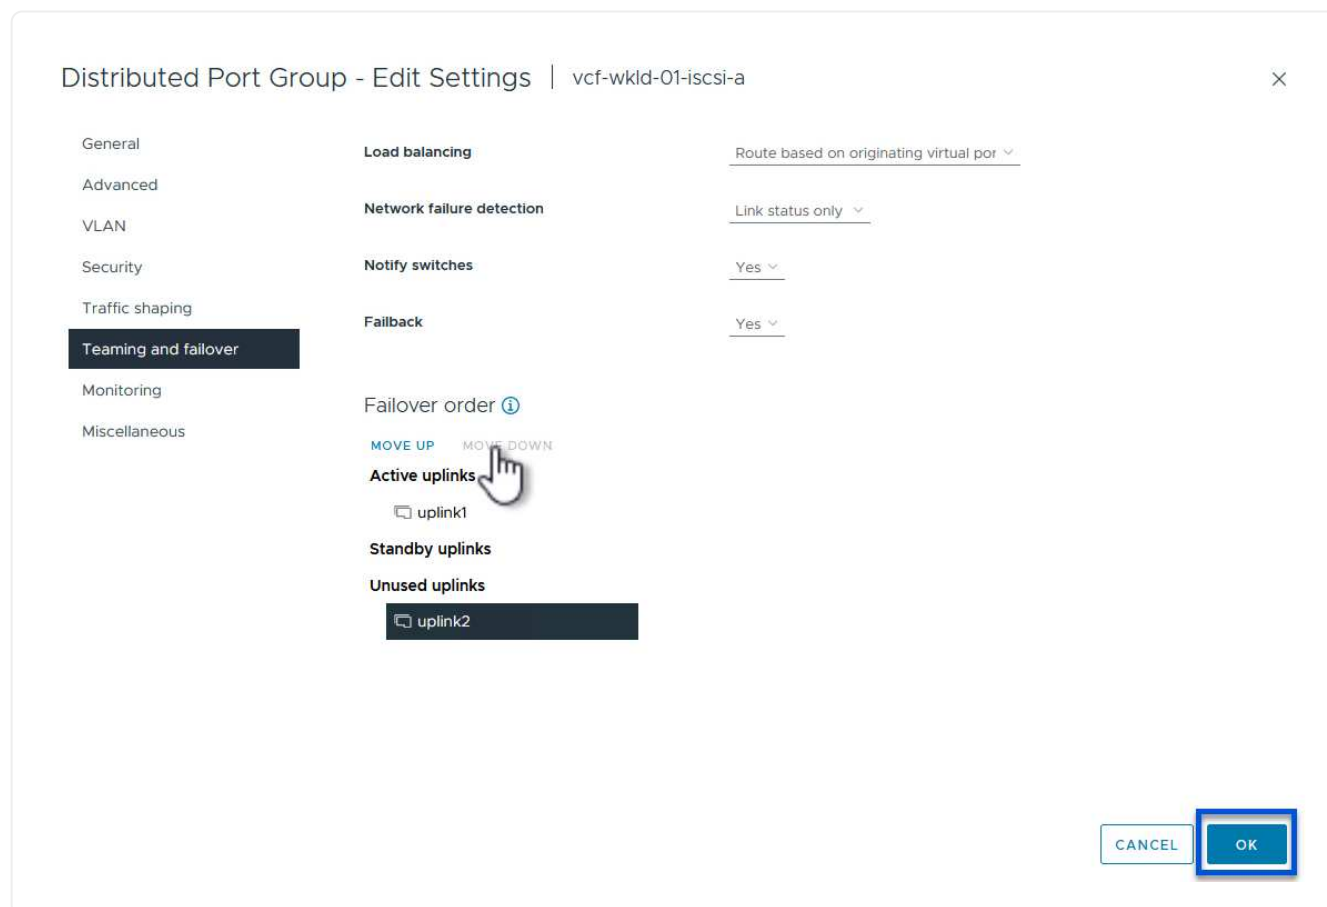 Distributed Port Group - Edit Settings | vcf-wkld-01-iscsi-a
General
Advanced
VLAN
Security
Traffic shaping
Teaming and failover
Monitoring
Miscellaneous
Load balancing Route based on originating virtual por
Network failure detection Link status only
Notify switches Yes
Failback Yes
Failover order
MOVE UP MOVE DOWN
Active uplinks
uplink1
Standby uplinks
Unused uplinks
uplink2
CANCEL OK